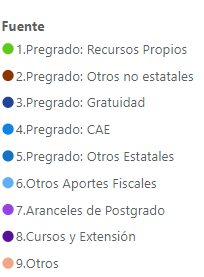 Fuente
1.Pregrado: Recursos Propios
2.Pregrado: Otros no estatales
3.Pregrado: Gratuidad
4.Pregrado: CAE
5.Pregrado: Otros Estatales
6.Otros Aportes Fiscales
7.Aranceles de Postgrado
8.Cursos y Extensión
9.Otros